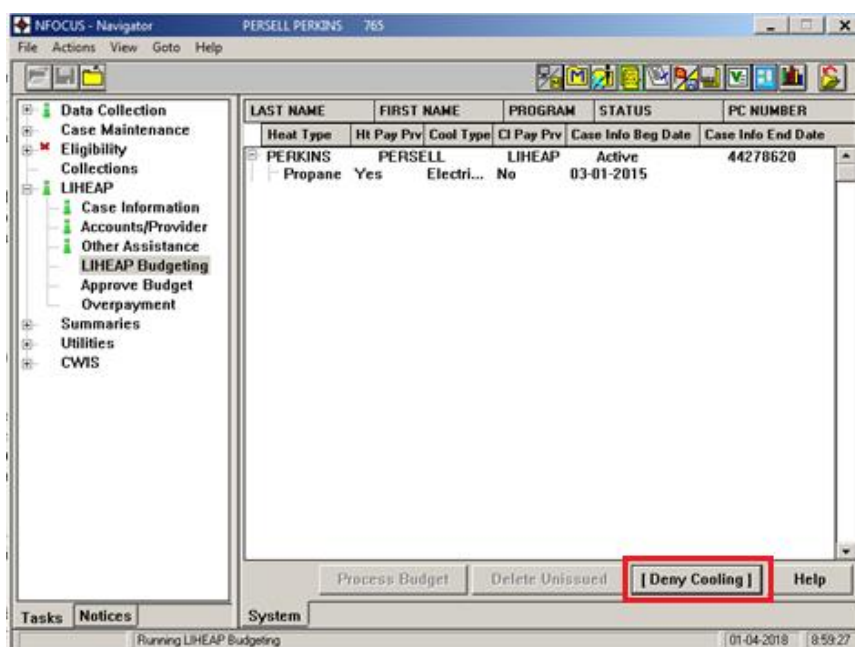 NFOCUS - Navigator PERSELL PERKINS 765
File Actions View Goto Help
Data Collection
Case Maintenance
Eligibility
Collections
LIHEAP
Case Information
Accounts/Provider
Other Assistance
LIHEAP Budgeting
Approve Budget
Overpayment
Summaries
Utilities
CWIS
LAST NAME FIRST NAME PROGRAM STATUS PC NUMBER
Heat Type Ht Pay Prv Cool Type Cl Pay Prv Case Info Beg Date Case Info End Date
PERKINS PERSELL LIHEAP Active 44278620
Propane Yes Electri... No 03-01-2015
Process Budget Delete Unissued [ Deny Cooling ] Help
Tasks Notices System
Running LIHEAP Budgeting 01-04-2018 8:59:27